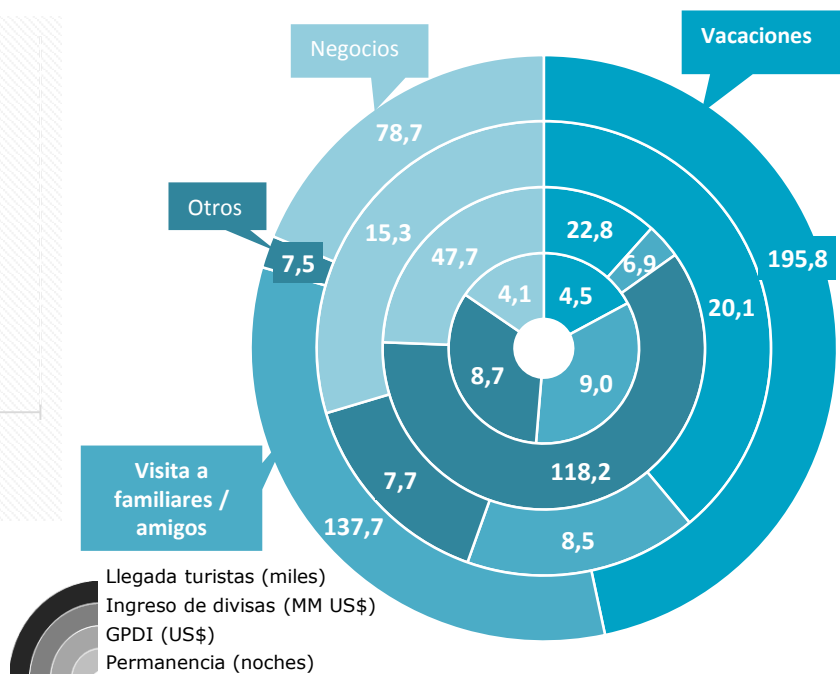 Negocios
Vacaciones
78,7
Otros
15,3
22,8
47,7
6,9
7,5
195,8
4,1
4,5
20,1
8,7
9,0
Visita a
familiares /
amigos
7,7
118,2
137,7
8,5
Llegada turistas (miles)
Ingreso de divisas (MM US$)
GPDI (US$)
Permanencia (noches)